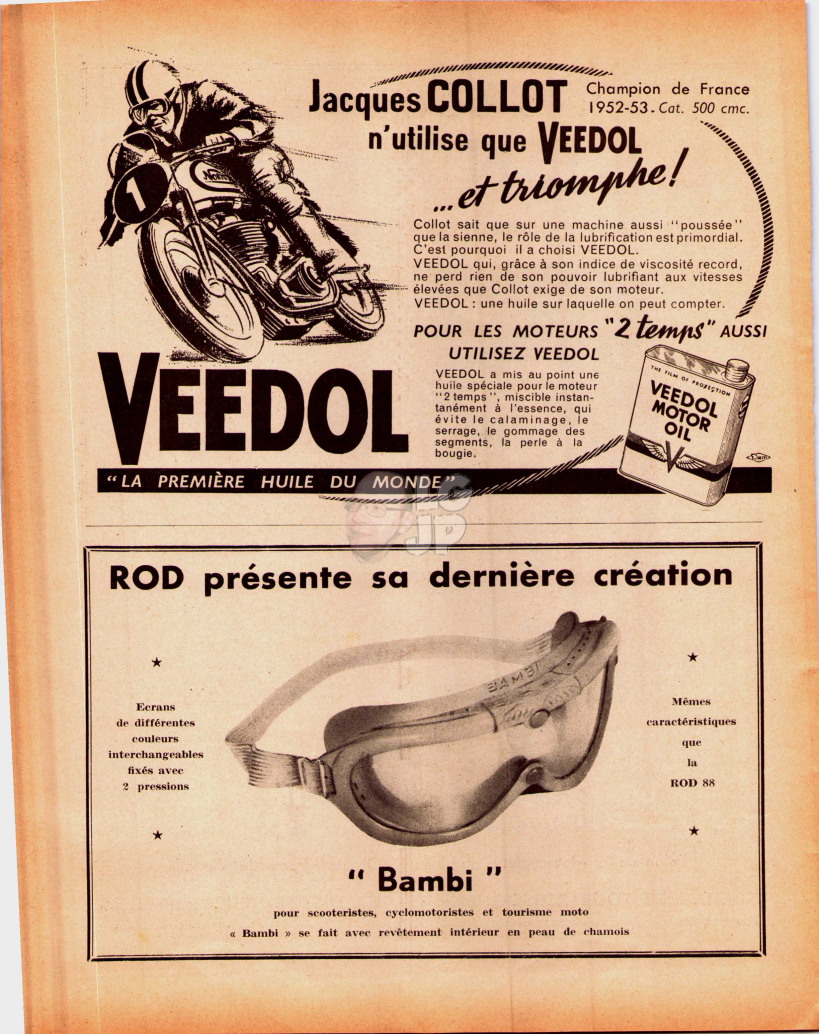 Jacques COLLOT
Champion de France
1952-53. Cat. 500 cmc.
n'utilise que VEEDOL
...et triomphe!
Collot sait que sur une machine aussi "poussée"
que la sienne, le rôle de la lubrification est primordial.
C'est pourquoi il a choisi VEEDOL.
VEEDOL qui, grâce à son indice de viscosité record,
ne perd rien de son pouvoir lubrifiant aux vitesses
élevées que Collot exige de son moteur.
VEEDOL : une huile sur laquelle on peut compter.
1
POUR LES MOTEURS "2 temps" AUSSI
UTILISEZ VEEDOL
VEEDOL a mis au point une
huile spéciale pour le moteur
"2 temps", miscible instan-
tanément à l'essence, qui
évite le calaminage, le
serrage, le gommage des
segments, la perle à la
bougie.
THE FILM OF PROTECTION
VEEDOL
MOTOR
OIL
VEEDOL
"LA PREMIÈRE HUILE DU MONDE"
JP
ROD présente sa dernière création
BAMBI
Ecrans
de différentes
couleurs
interchangeables
fixés avec
2 pressions
Mêmes
caractéristiques
que
la
ROD 88
" Bambi "
pour scooteristes, cyclomotoristes et tourisme moto
« Bambi » se fait avec revêtement intérieur en peau de chamois